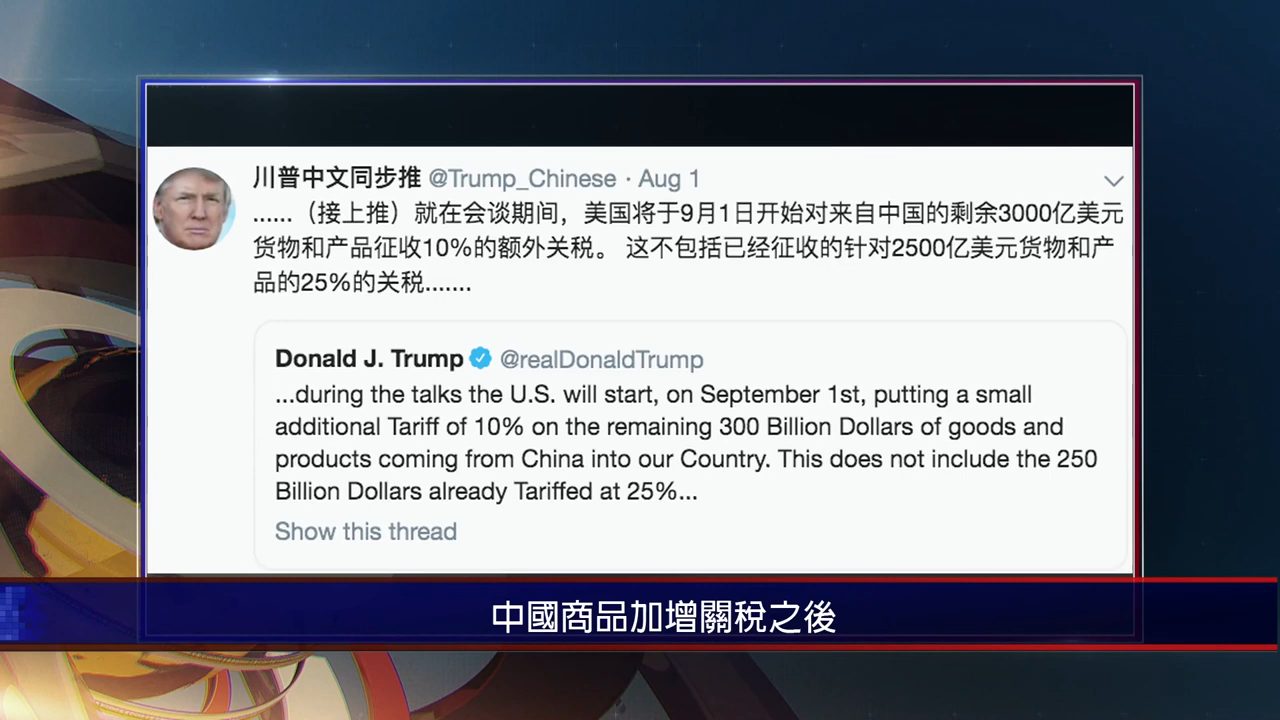 川普中文同步推 @Trump_Chinese · Aug 1
......（接上推）就在会谈期间，美国将于9月1日开始对来自中国的剩余3000亿美元
货物和产品征收10%的额外关税。 这不包括已经征收的针对2500亿美元货物和产
品的25%的关税.......
Donald J. Trump @realDonaldTrump
...during the talks the U.S. will start, on September 1st, putting a small
additional Tariff of 10% on the remaining 300 Billion Dollars of goods and
products coming from China into our Country. This does not include the 250
Billion Dollars already Tariffed at 25%...
Show this thread
中國商品加增關稅之後